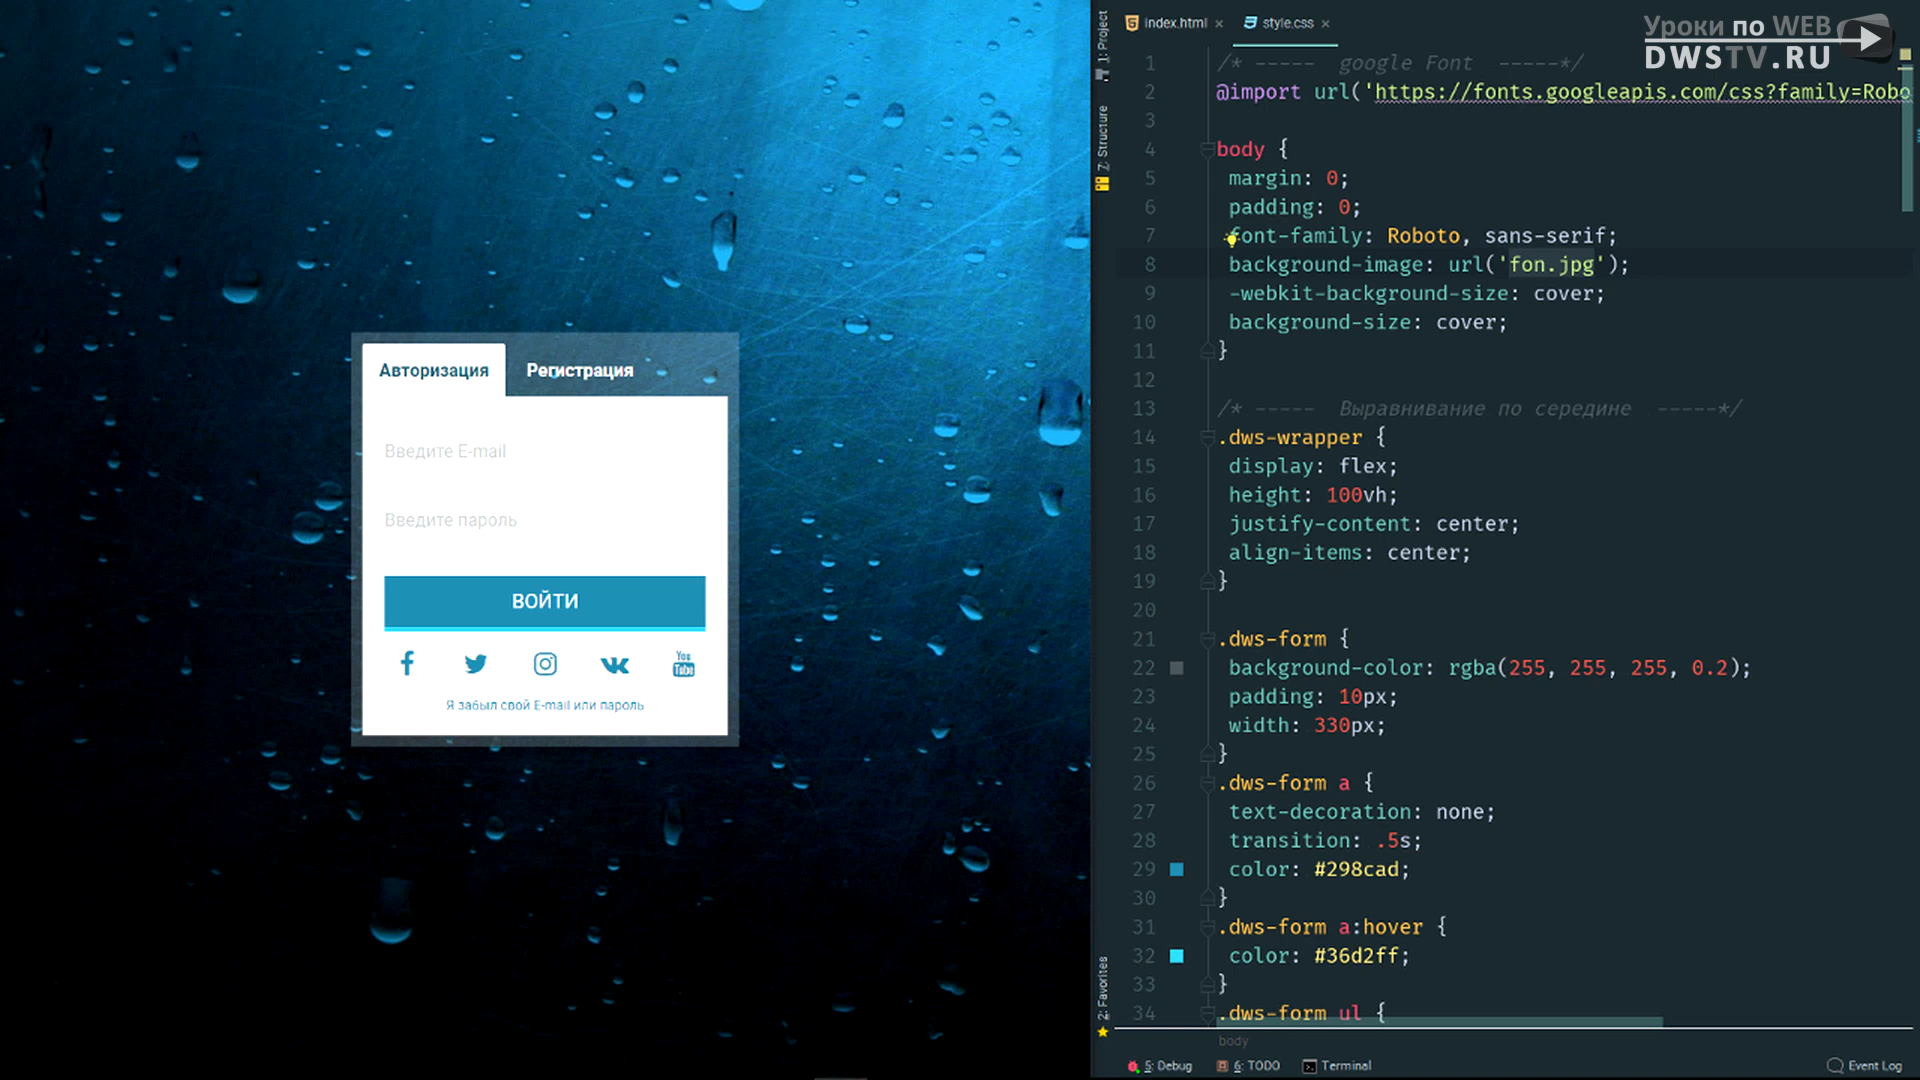 Авторизация
Регистрация
Введите E-mail
Введите пароль
ВОЙТИ
You
Tube
Я забыл свой E-mail или пароль
1: Project
7: Structure
2: Favorites
index.html ×
style.css ×
Уроки по WEB
DWSTV.RU
1 /* ----- google Font -----*/
2 @import url('https://fonts.googleapis.com/css?family=Robo
3
4 body {
5 margin: 0;
6 padding: 0;
7 font-family: Roboto, sans-serif;
8 background-image: url('fon.jpg');
9 -webkit-background-size: cover;
10 background-size: cover;
11 }
12
13 /* ----- Выравнивание по середине -----*/
14 .dws-wrapper {
15 display: flex;
16 height: 100vh;
17 justify-content: center;
18 align-items: center;
19 }
20
21 .dws-form {
22 background-color: rgba(255, 255, 255, 0.2);
23 padding: 10px;
24 width: 330px;
25 }
26 .dws-form a {
27 text-decoration: none;
28 transition: .5s;
29 color: #298cad;
30 }
31 .dws-form a:hover {
32 color: #36d2ff;
33 }
34 .dws-form ul {
body
5: Debug
6: TODO
Terminal
Event Log